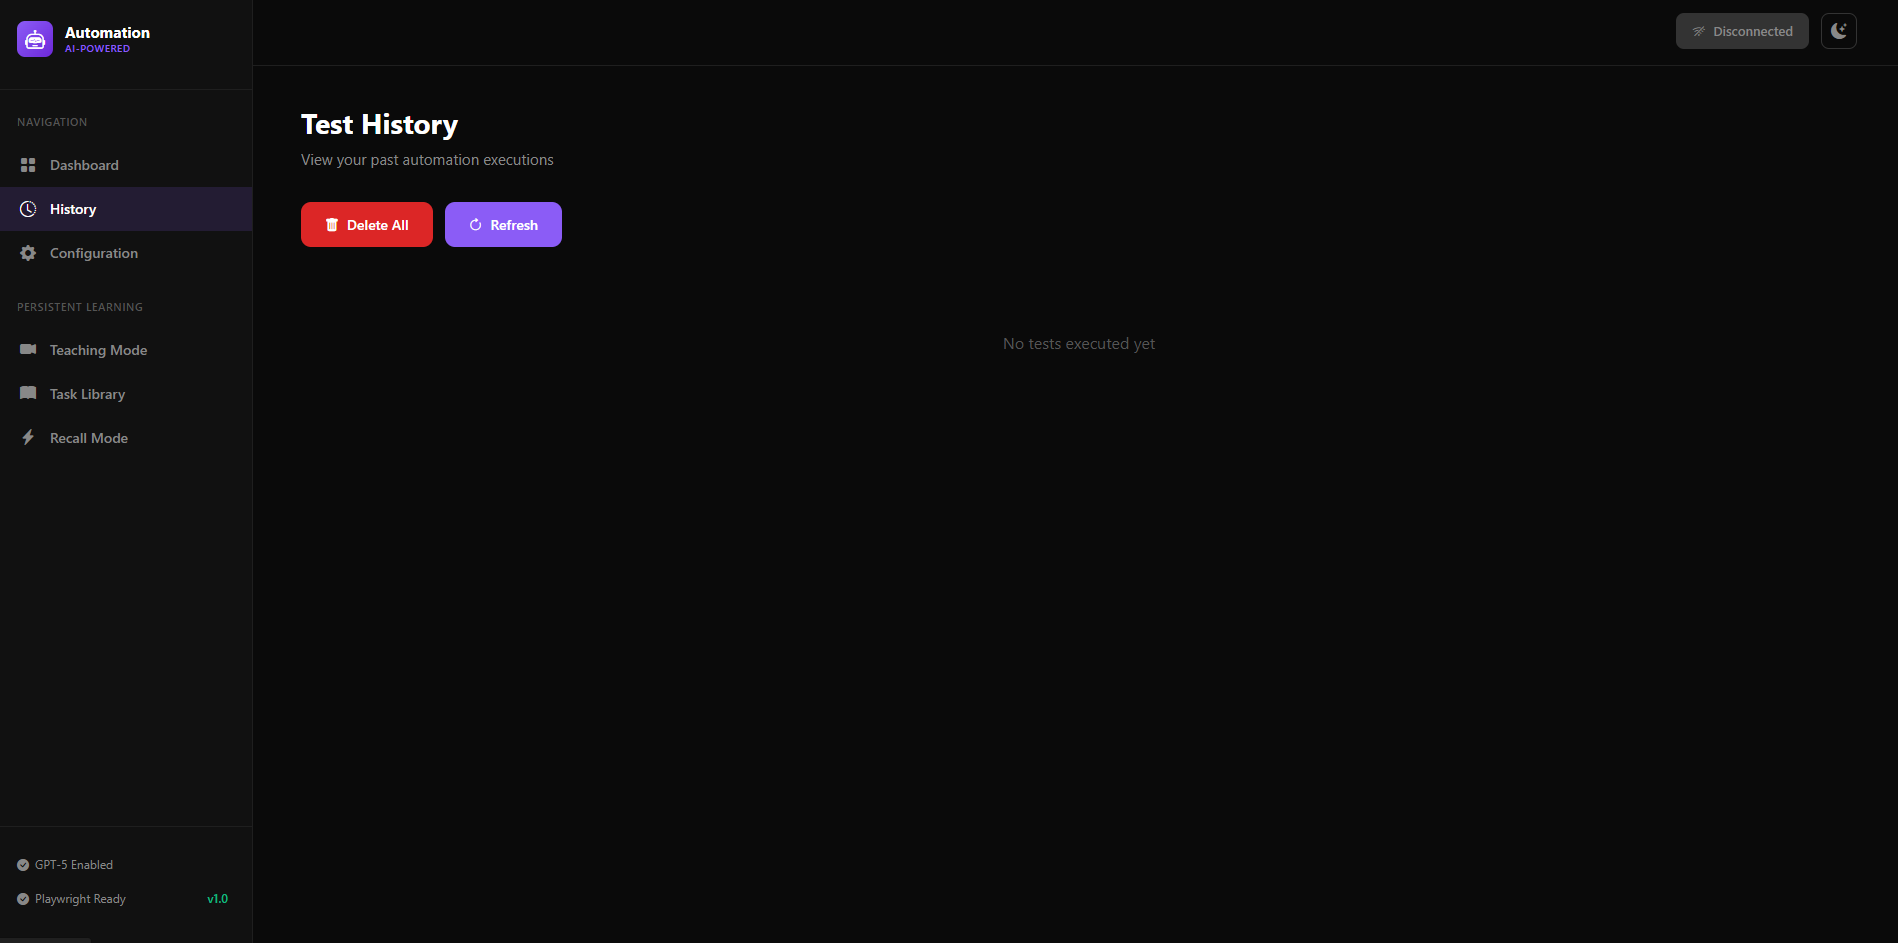 Automation
AI-POWERED
NAVIGATION
Dashboard
History
Configuration
PERSISTENT LEARNING
Teaching Mode
Task Library
Recall Mode
GPT-5 Enabled
Playwright Ready v1.0
Disconnected
Test History
View your past automation executions
Delete All Refresh
No tests executed yet